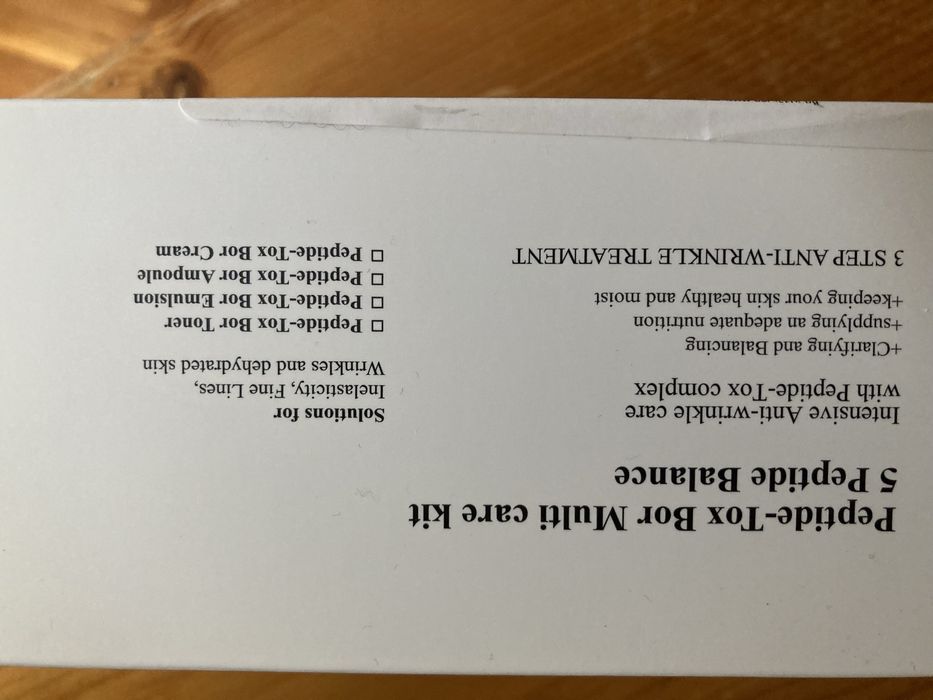 Peptide-Tox Bor Multi care kit
5 Peptide Balance
Intensive Anti-wrinkle care
with Peptide-Tox complex
+Clarifying and Balancing
+supplying an adequate nutrition
+keeping your skin healthy and moist
3 STEP ANTI-WRINKLE TREATMENT
Solutions for
Inelasticity, Fine Lines,
Wrinkles and dehydrated skin
□ Peptide-Tox Bor Toner
□ Peptide-Tox Bor Emulsion
□ Peptide-Tox Bor Ampoule
□ Peptide-Tox Bor Cream